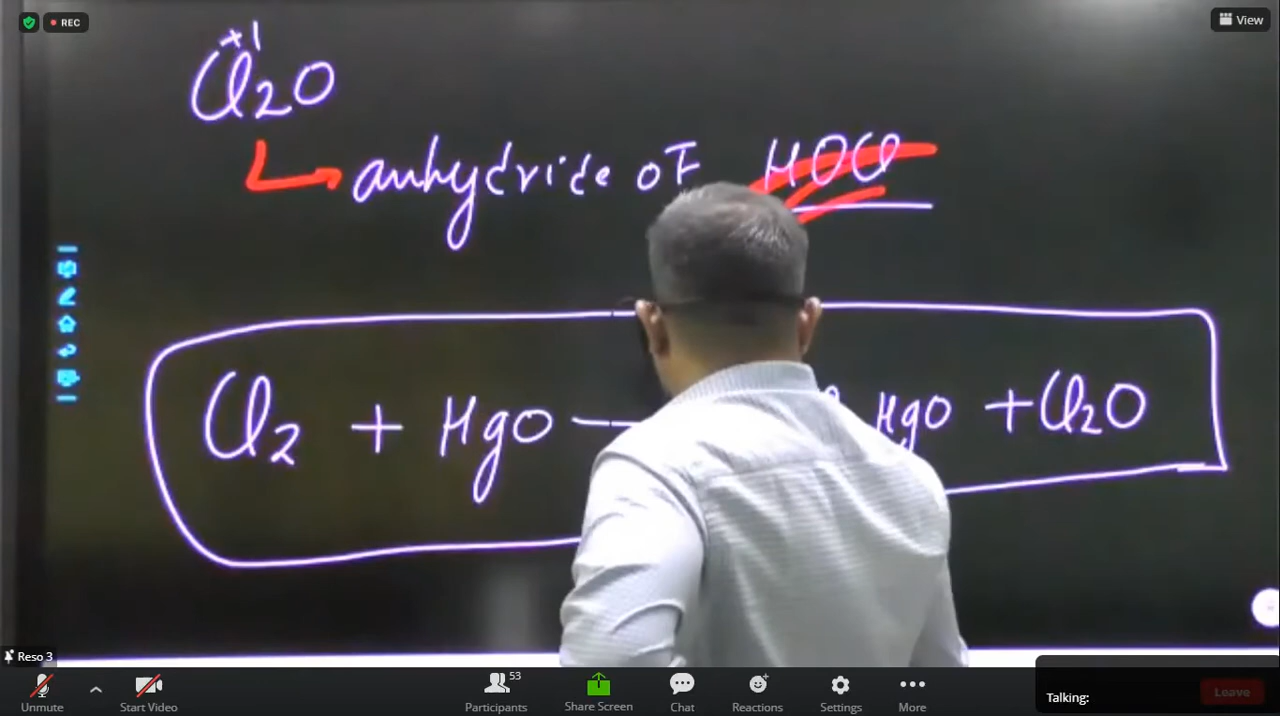 REC
View
+1
Cl2O
anhydride of HOCl
Cl2 + HgO HgO + Cl2O
Reso 3
Unmute
Start Video
53
Participants
Share Screen
Chat
Reactions
Settings
More
Talking:
Leave